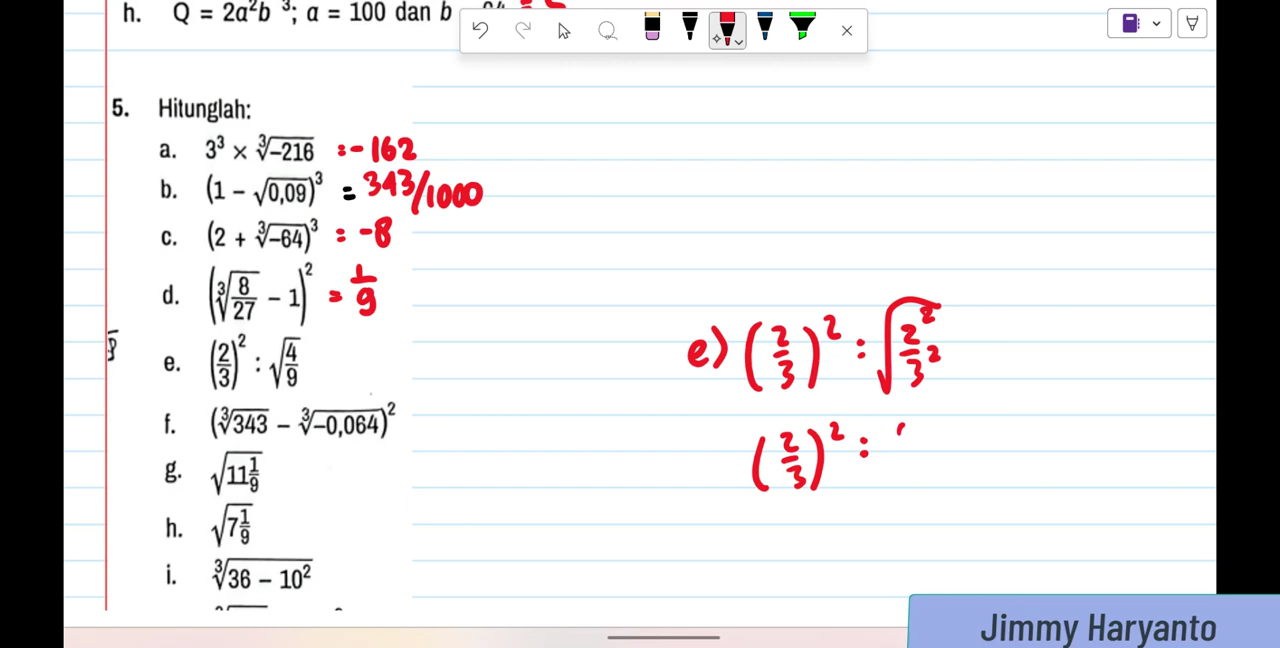 h. Q = 2a²b ³; a = 100 dan b
5. Hitunglah:
a. 3³ × ∛-216 = -162
b. (1 - √0,09)³ = 343/1000
c. (2 + ∛-64)³ = -8
d. (∛(8/27) - 1)² = 1/9
e. (2/3)² : √(4/9)
f. (∛343 - ∛-0,064)²
g. √11 1/9
h. √7 1/9
i. ∛(36 - 10²)
e) (2/3)² : √(2²/3²)
(2/3)² :
Jimmy Haryanto